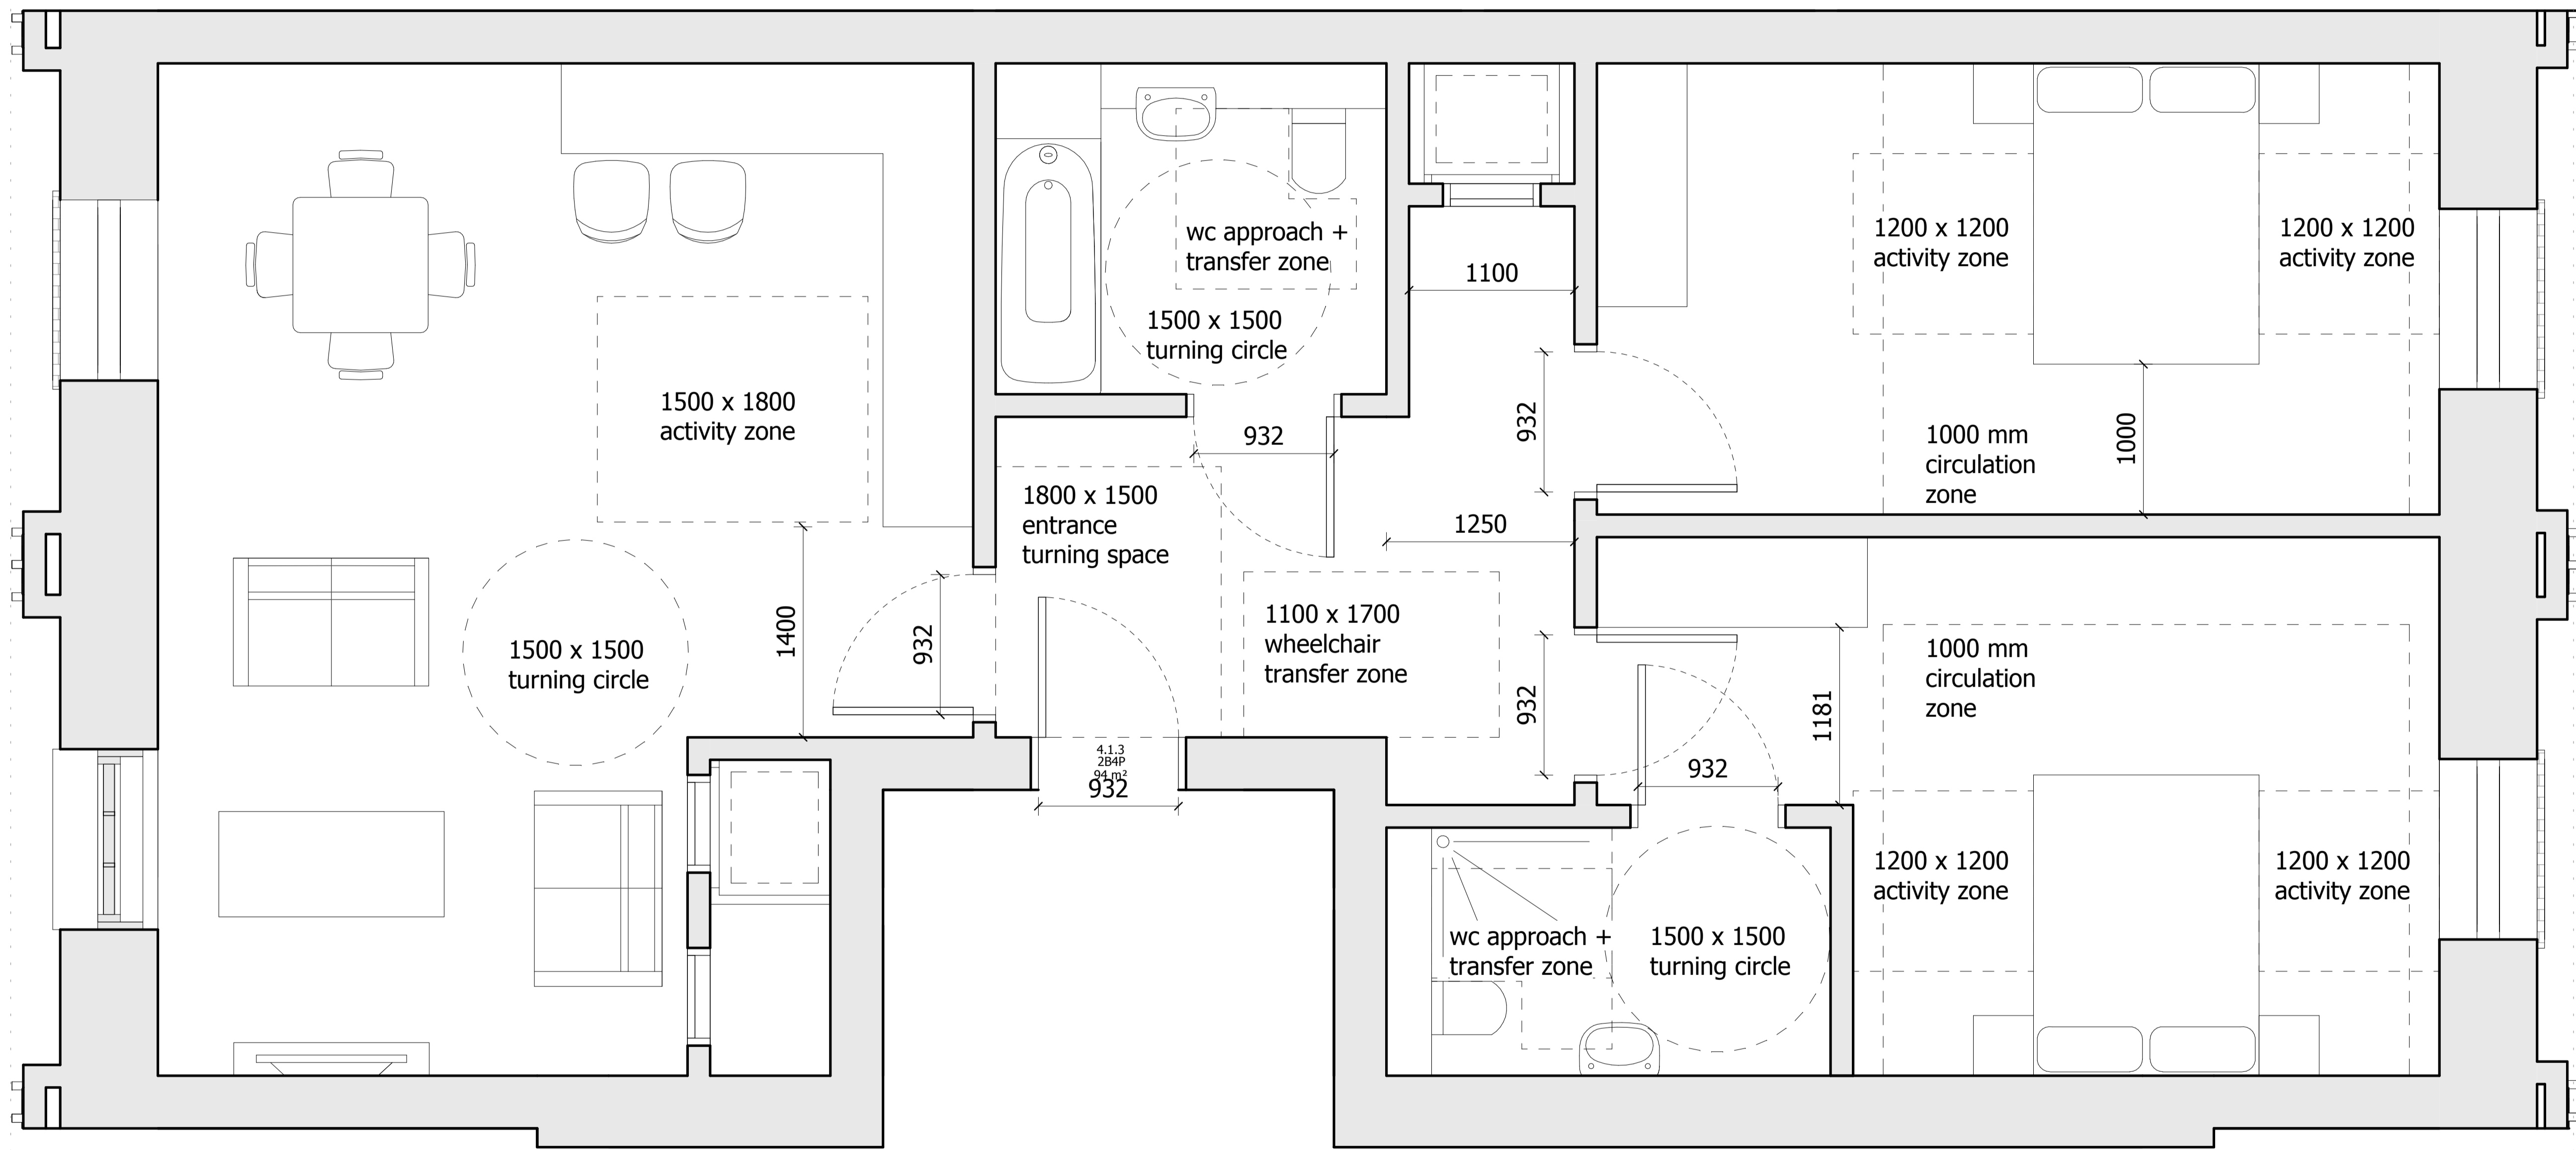 wc approach +
transfer zone
1500 x 1500
turning circle
1100
1200 x 1200
activity zone
1200 x 1200
activity zone
1500 x 1800
activity zone
932
932
1000 mm
circulation
zone
1000
1800 x 1500
entrance
turning space
1250
1500 x 1500
turning circle
1400
932
1100 x 1700
wheelchair
transfer zone
932
1000 mm
circulation
zone
1181
4.1.3
2B4P
94 m²
932
932
1200 x 1200
activity zone
1200 x 1200
activity zone
wc approach +
transfer zone
1500 x 1500
turning circle